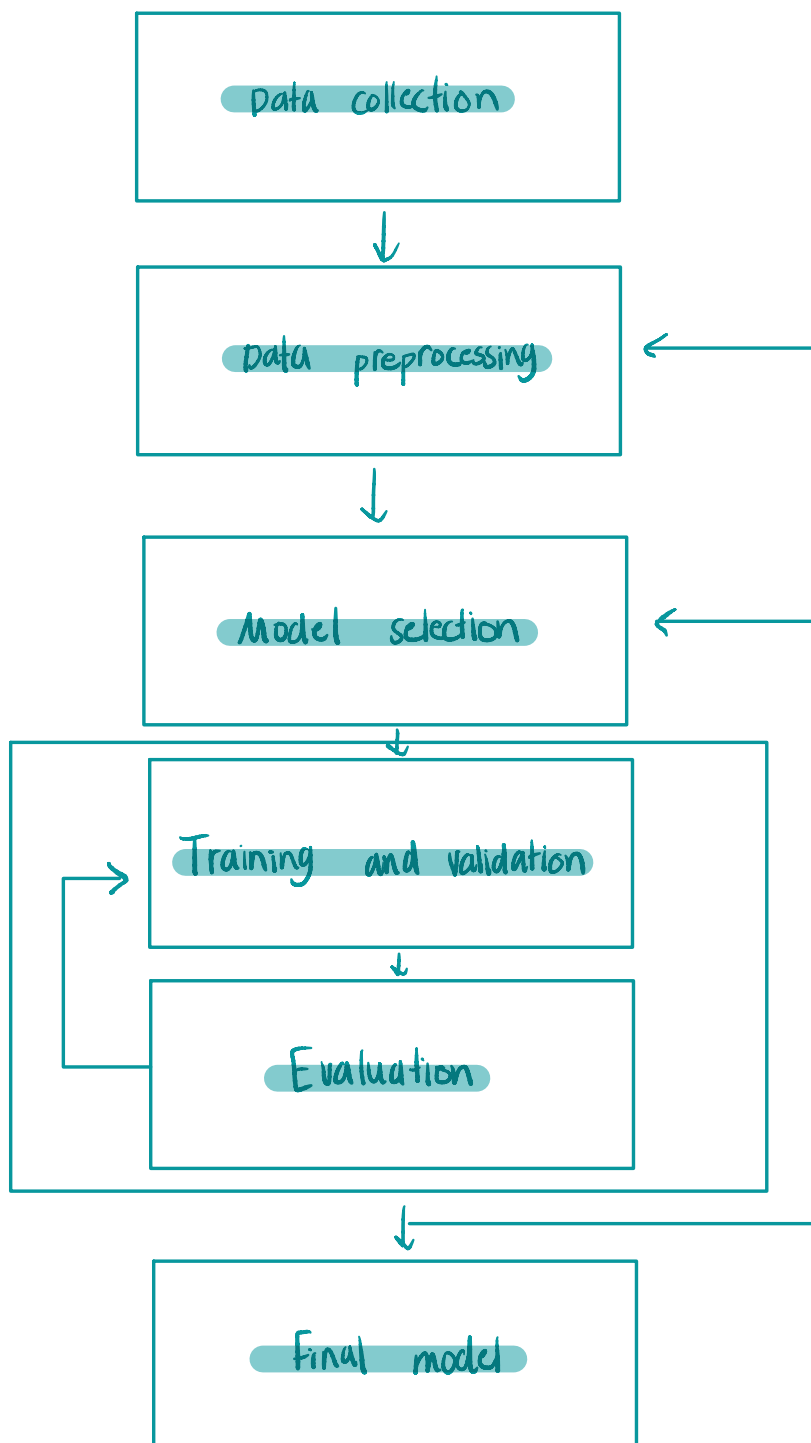 Data collection
Data preprocessing
Model selection
Training and validation
Evaluation
Final model